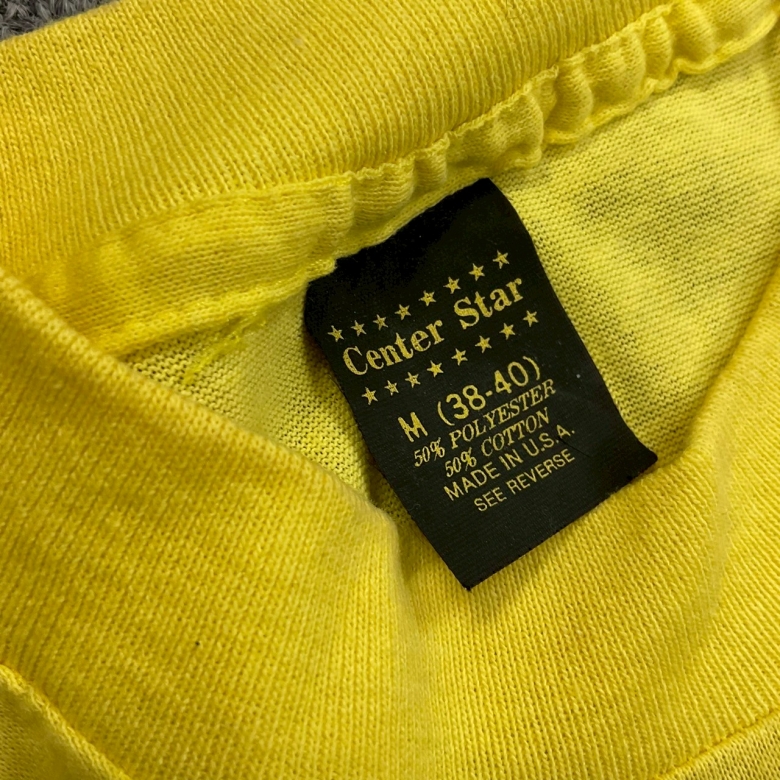 Center Star
M (38-40)
50% POLYESTER
50% COTTON
MADE IN U.S.A.
SEE REVERSE